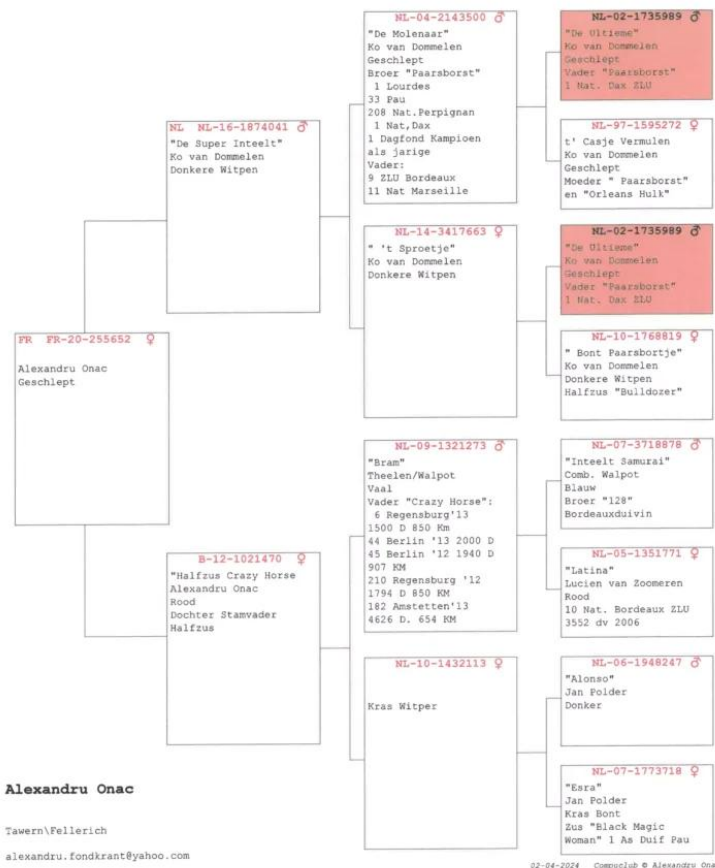 FR FR-20-255652 ♀
Alexandru Onac
Geschlept
NL NL-16-1874041 ♂
"De Super Inteelt"
Ko van Dommelen
Donkere Witpen
B-12-1021470 ♀
"Halfzus Crazy Horse
Alexandru Onac
Rood
Dochter Stamvader
Halfzus
NL-04-2143500 ♂
"De Molenaar"
Ko van Dommelen
Geschlept
Broer "Paarsborst"
1 Lourdes
33 Pau
208 Nat.Perpignan
1 Nat,Dax
1 Dagfond Kampioen
als jarige
Vader:
9 ZLU Bordeaux
11 Nat Marseille
NL-14-3417663 ♀
" 't Sproetje"
Ko van Dommelen
Donkere Witpen
NL-09-1321273 ♂
"Bram"
Theelen/Walpot
Vaal
Vader "Crazy Horse":
6 Regensburg'13
1500 D 850 Km
44 Berlin '13 2000 D
45 Berlin '12 1940 D
907 KM
210 Regensburg '12
1794 D 850 KM
182 Amstetten'13
4626 D. 654 KM
NL-10-1432113 ♀
Kras Witper
NL-02-1735989 ♂
"De Ultieme"
Ko van Dommelen
Geschlept
Vader "Paarsborst"
1 Nat. Dax ZLU
NL-97-1595272 ♀
t' Casje Vermulen
Ko van Dommelen
Geschlept
Moeder " Paarsborst"
en "Orleans Hulk"
NL-02-1735989 ♂
"De Ultieme"
Ko van Dommelen
Geschlept
Vader "Paarsborst"
1 Nat. Dax ZLU
NL-10-1768819 ♀
" Bont Paarsbortje"
Ko van Dommelen
Donkere Witpen
Halfzus "Bulldozer"
NL-07-3718878 ♂
"Inteelt Samurai"
Comb. Walpot
Blauw
Broer "128"
Bordeauxduivin
NL-05-1351771 ♀
"Latina"
Lucien van Zoomeren
Rood
10 Nat. Bordeaux ZLU
3552 dv 2006
NL-06-1948247 ♂
"Alonso"
Jan Polder
Donker
NL-07-1773718 ♀
"Esra"
Jan Polder
Kras Bont
Zus "Black Magic
Woman" 1 As Duif Pau
Alexandru Onac
Tawern\Fellerich
alexandru.fondkrant@yahoo.com
02-04-2024 Compuclub © Alexandru Ona